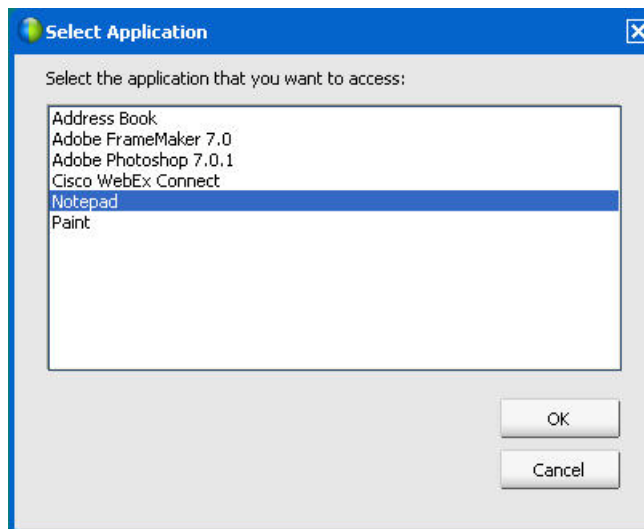 Select Application
Select the application that you want to access:
Address Book
Adobe FrameMaker 7.0
Adobe Photoshop 7.0.1
Cisco WebEx Connect
Notepad
Paint
OK
Cancel